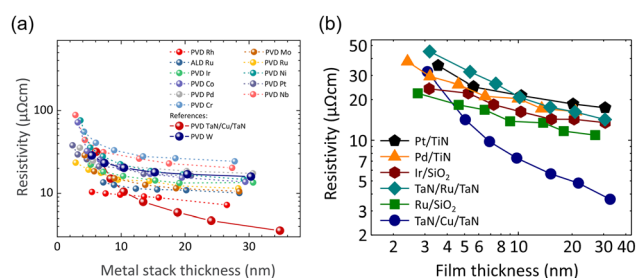 (a)
PVD Rh
PVD Mo
ALD Ru
PVD Ru
PVD Ir
PVD Ni
PVD Co
PVD Pt
PVD Pd
PVD Nb
PVD Cr
References:
PVD TaN/Cu/TaN
PVD W
Resistivity (μΩcm)
100
10
0
10
20
30
Metal stack thickness (nm)
(b)
Resistivity (μΩcm)
50
30
20
10
5
3
2
Pt/TiN
Pd/TiN
Ir/SiO₂
TaN/Ru/TaN
Ru/SiO₂
TaN/Cu/TaN
2
3
5 6
8 10
20
30 40
Film thickness (nm)